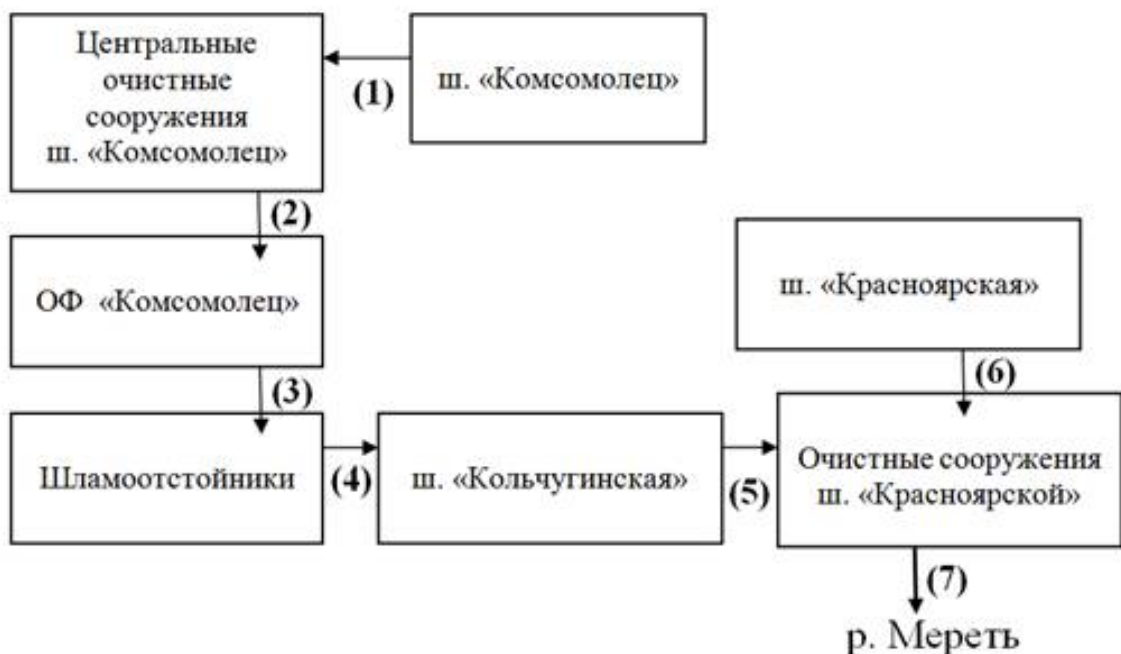 Центральные
очистные
сооружения
ш. «Комсомолец»
(1)
ш. «Комсомолец»
(2)
ОФ «Комсомолец»
ш. «Красноярская»
(3)
(6)
Шламоотстойники
(4)
ш. «Кольчугинская»
(5)
Очистные сооружения
ш. «Красноярской»
(7)
р. Мереть